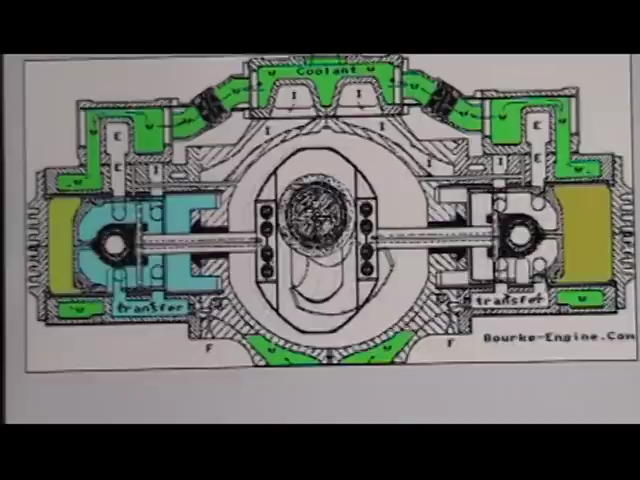 Coolant
I I
E E
I I
E I I E
E I I E
transfer transfer
Bourke-Engine.Com
F F